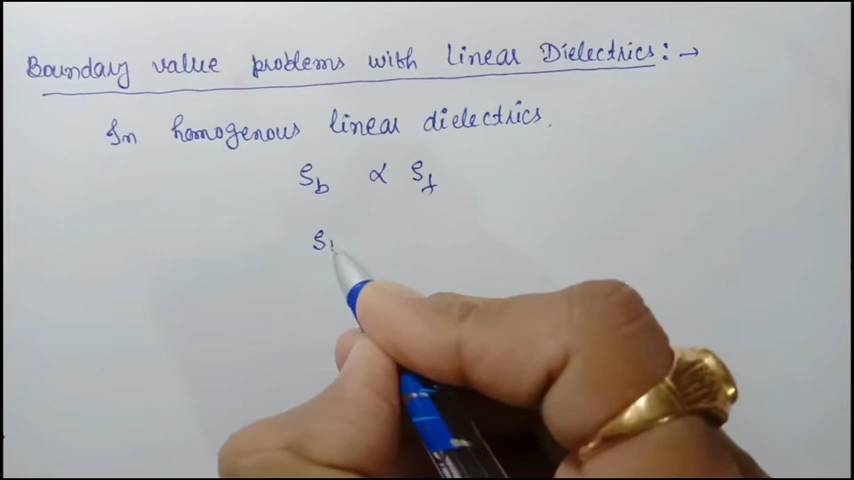 Boundary value problems with linear Dielectrics :→
In homogenous linear dielectrics.
ρb ∝ ρf
ρ